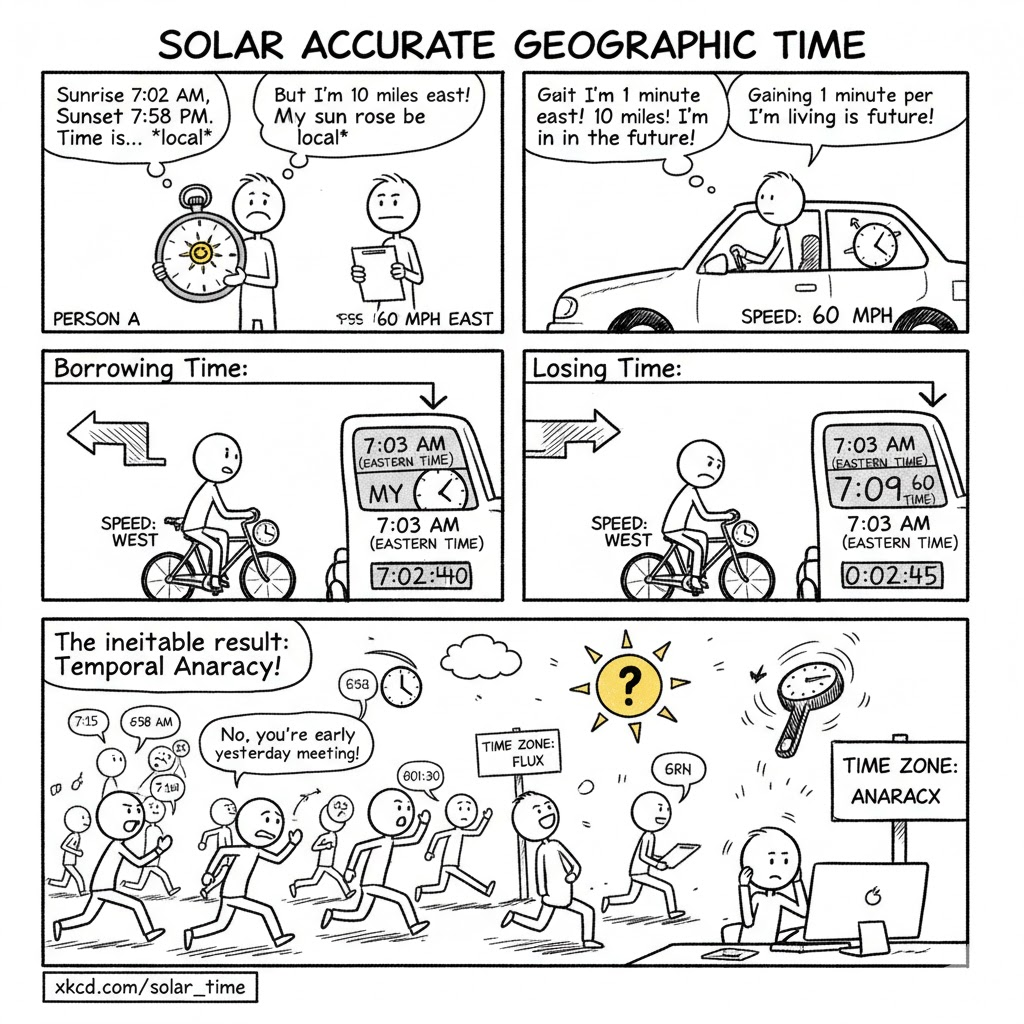 SOLAR ACCURATE GEOGRAPHIC TIME
Sunrise 7:02 AM,
Sunset 7:58 PM.
Time is... *local*
But I'm 10 miles east!
My sun rose be
local*
PERSON A
60 MPH EAST
Gait I'm 1 minute
east! 10 miles! I'm
in in the future!
Gaining 1 minute per
I'm living is future!
SPEED: 60 MPH
Borrowing Time:
SPEED:
WEST
7:03 AM
(EASTERN TIME)
MY
7:03 AM
(EASTERN TIME)
7:02:40
Losing Time:
SPEED:
WEST
7:03 AM
(EASTERN TIME)
7:09 60
TIME)
7:03 AM
(EASTERN TIME)
0:02:45
The ineitable result:
Temporal Anaracy!
7:15
658 AM
658
No, you're early
yesterday meeting!
601:30
TIME ZONE:
FLUX
?
6RN
TIME ZONE:
ANARACX
xkcd.com/solar_time